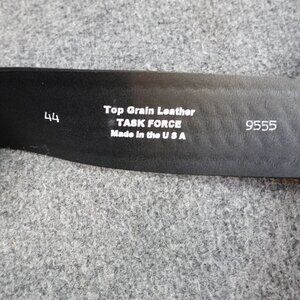 44
Top Grain Leather
TASK FORCE
Made in the U S A
9555